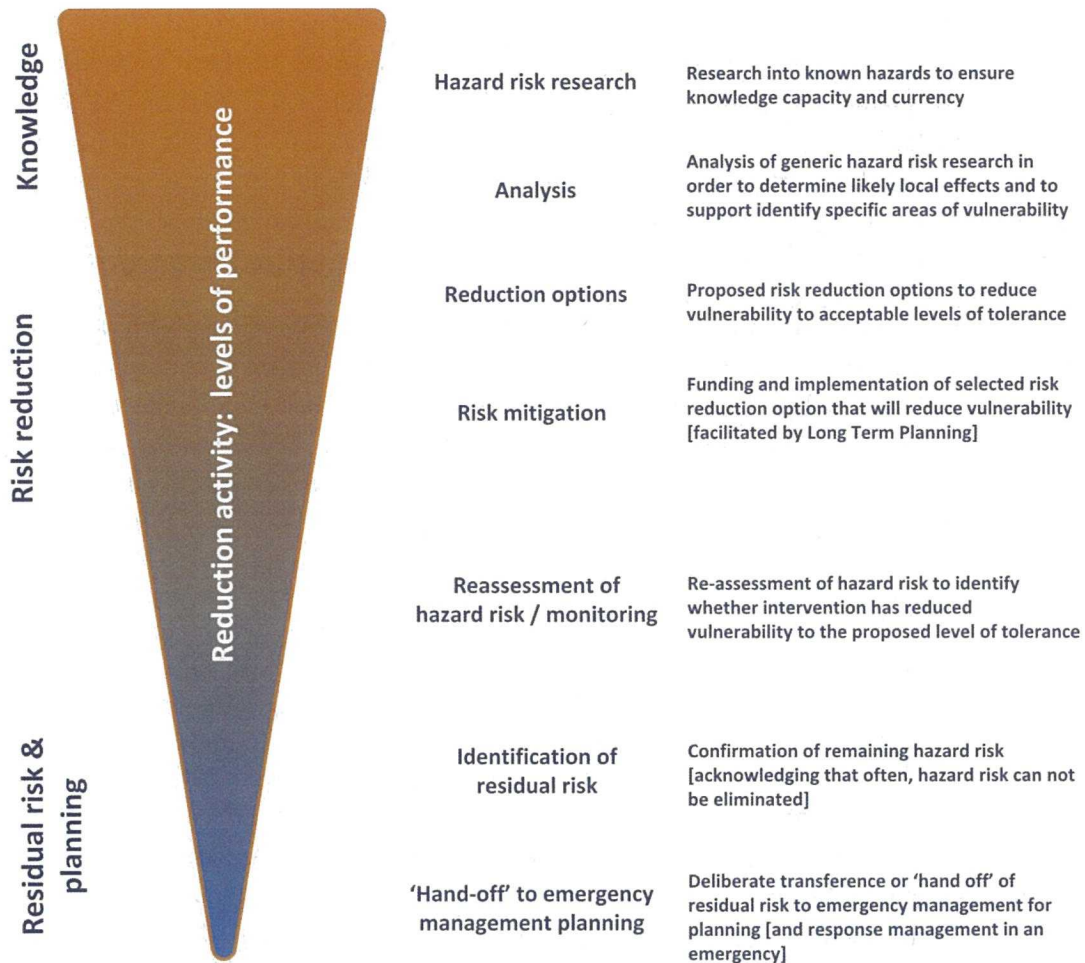 Knowledge
Risk reduction
Residual risk &
planning
Reduction activity:  levels of performance
Hazard risk research
Research into known hazards to ensure
knowledge capacity and currency
Analysis
Analysis of generic hazard risk research in
order to determine likely local effects and to
support identify specific areas of vulnerability
Reduction options
Proposed risk reduction options to reduce
vulnerability to acceptable levels of tolerance
Risk mitigation
Funding and implementation of selected risk
reduction option that will reduce vulnerability
[facilitated by Long Term Planning]
Reassessment of
hazard risk / monitoring
Re-assessment of hazard risk to identify
whether intervention has reduced
vulnerability to the proposed level of tolerance
Identification of
residual risk
Confirmation of remaining hazard risk
[acknowledging that often, hazard risk can not
be eliminated]
‘Hand-off’ to emergency
management planning
Deliberate transference or ‘hand off’ of
residual risk to emergency management for
planning [and response management in an
emergency]